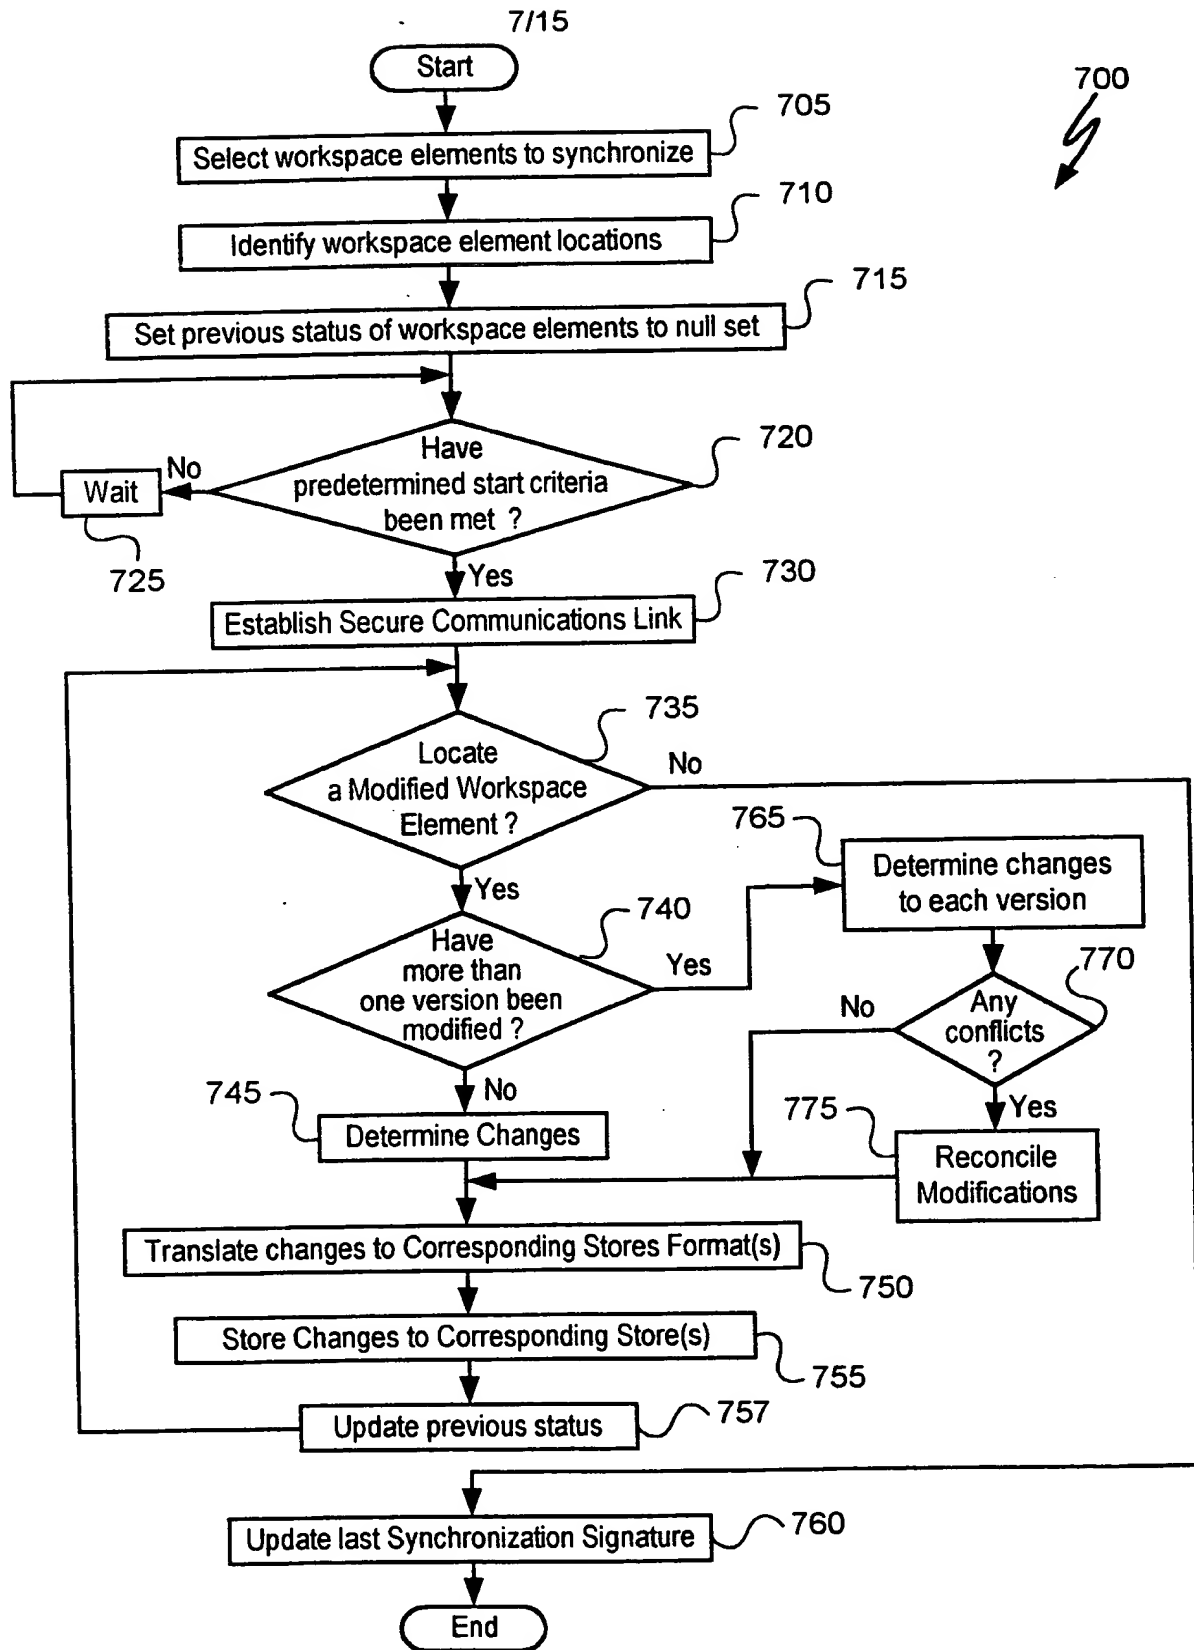 7/15
Start
700
705
Select workspace elements to synchronize
710
Identify workspace element locations
715
Set previous status of workspace elements to null set
720
Have
predetermined start criteria
been met ?
No
Wait
725
Yes
730
Establish Secure Communications Link
735
Locate
a Modified Workspace
Element ?
No
Yes
765
Determine changes
to each version
740
Have
more than
one version been
modified ?
Yes
770
Any
conflicts
?
No
No
745
Determine Changes
Yes
775
Reconcile
Modifications
Translate changes to Corresponding Stores Format(s)
750
Store Changes to Corresponding Store(s)
755
Update previous status
757
Update last Synchronization Signature
760
End